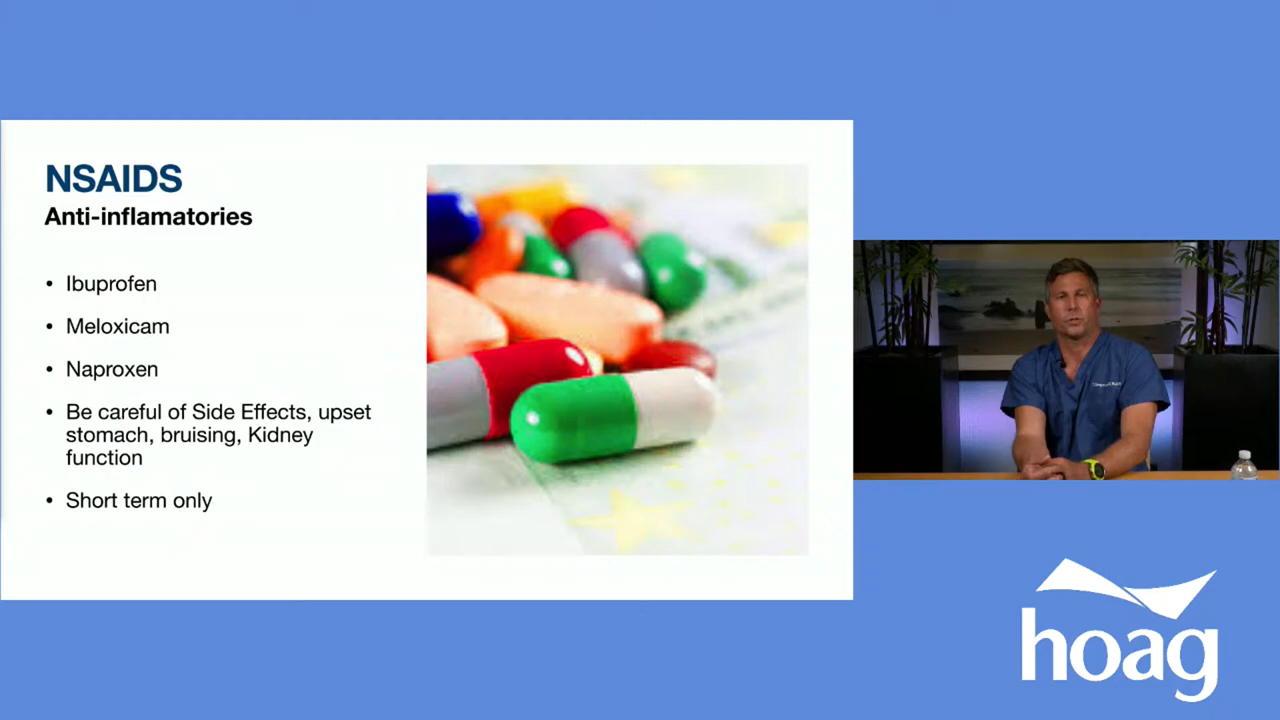 NSAIDS
Anti-inflamatories
• Ibuprofen
• Meloxicam
• Naproxen
• Be careful of Side Effects, upset
stomach, bruising, Kidney
function
• Short term only
hoag